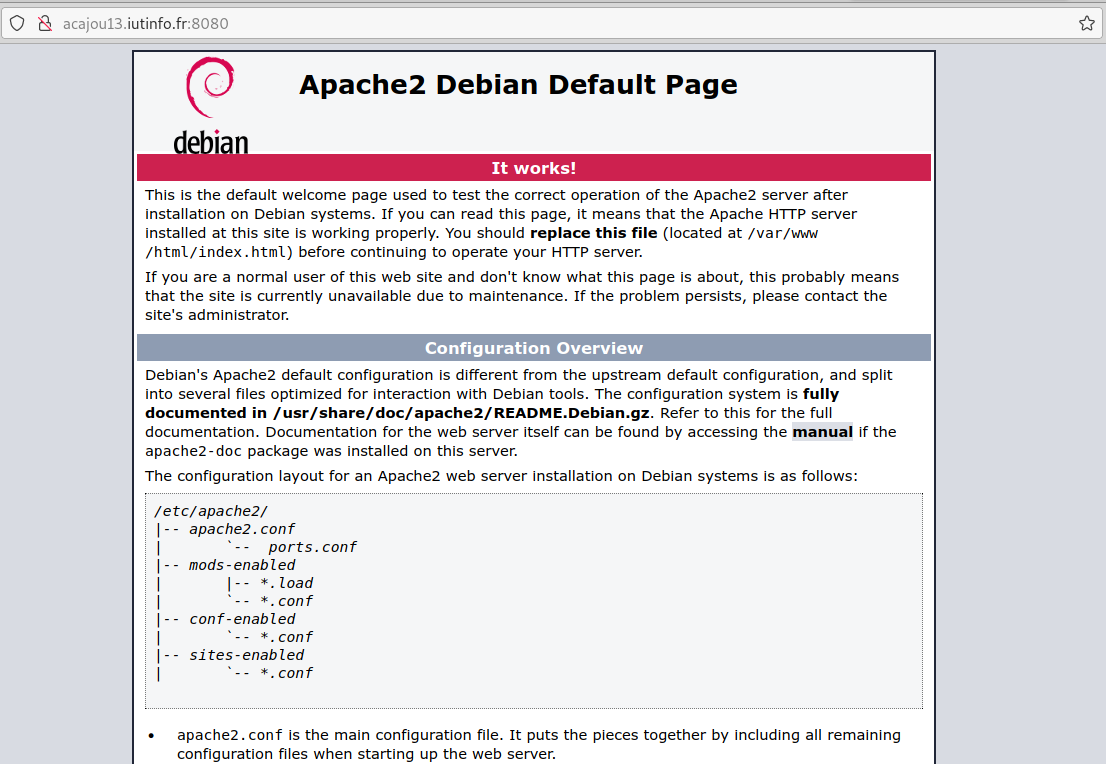 acajou13.iutinfo.fr:8080
debian
Apache2 Debian Default Page
It works!
This is the default welcome page used to test the correct operation of the Apache2 server after
installation on Debian systems. If you can read this page, it means that the Apache HTTP server
installed at this site is working properly. You should replace this file (located at /var/www
/html/index.html) before continuing to operate your HTTP server.
If you are a normal user of this web site and don't know what this page is about, this probably means
that the site is currently unavailable due to maintenance. If the problem persists, please contact the
site's administrator.
Configuration Overview
Debian's Apache2 default configuration is different from the upstream default configuration, and split
into several files optimized for interaction with Debian tools. The configuration system is fully
documented in /usr/share/doc/apache2/README.Debian.gz. Refer to this for the full
documentation. Documentation for the web server itself can be found by accessing the manual if the
apache2-doc package was installed on this server.
The configuration layout for an Apache2 web server installation on Debian systems is as follows:
/etc/apache2/
|-- apache2.conf
|       `--  ports.conf
|-- mods-enabled
|       |-- *.load
|       `-- *.conf
|-- conf-enabled
|       `-- *.conf
|-- sites-enabled
|       `-- *.conf
• apache2.conf is the main configuration file. It puts the pieces together by including all remaining
configuration files when starting up the web server.